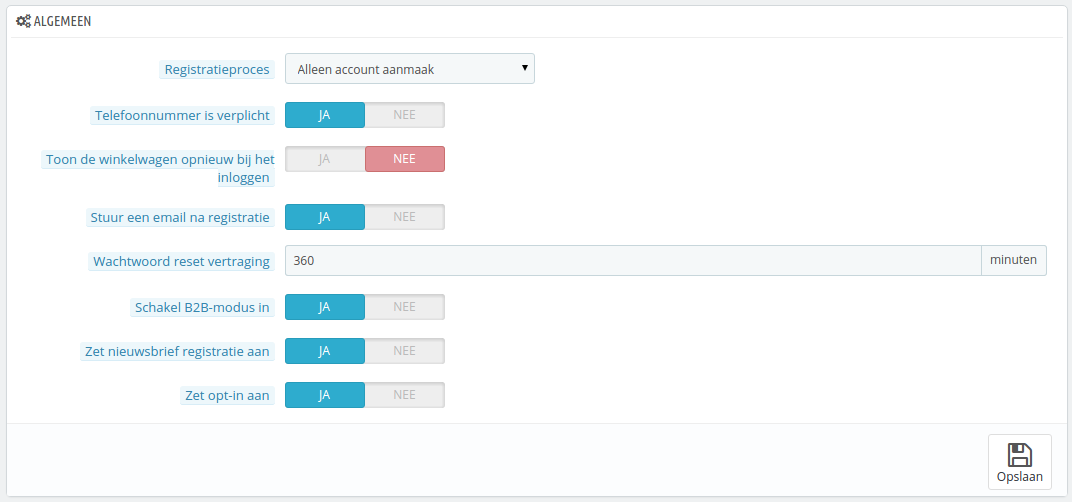 ALGEMEEN
Registratieproces
Alleen account aanmaak
Telefoonnummer is verplicht
JA NEE
Toon de winkelwagen opnieuw bij het
inloggen
JA NEE
Stuur een email na registratie
JA NEE
Wachtwoord reset vertraging
360 minuten
Schakel B2B-modus in
JA NEE
Zet nieuwsbrief registratie aan
JA NEE
Zet opt-in aan
JA NEE
Opslaan